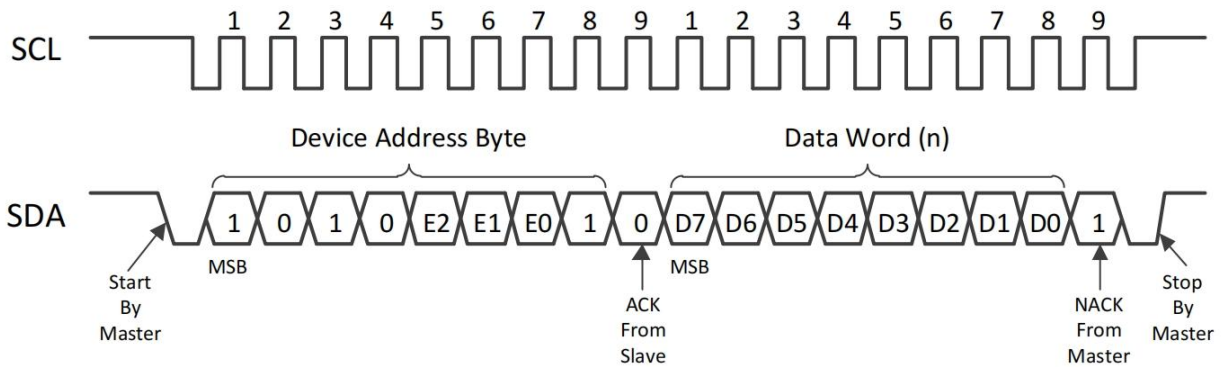 1 2 3 4 5 6 7 8 9 1 2 3 4 5 6 7 8 9
SCL
Device Address Byte Data Word (n)
SDA 1 0 1 0 E2 E1 E0 1 0 D7 D6 D5 D4 D3 D2 D1 D0 1
MSB MSB
Start
By
Master
ACK
From
Slave
NACK
From
Master
Stop
By
Master